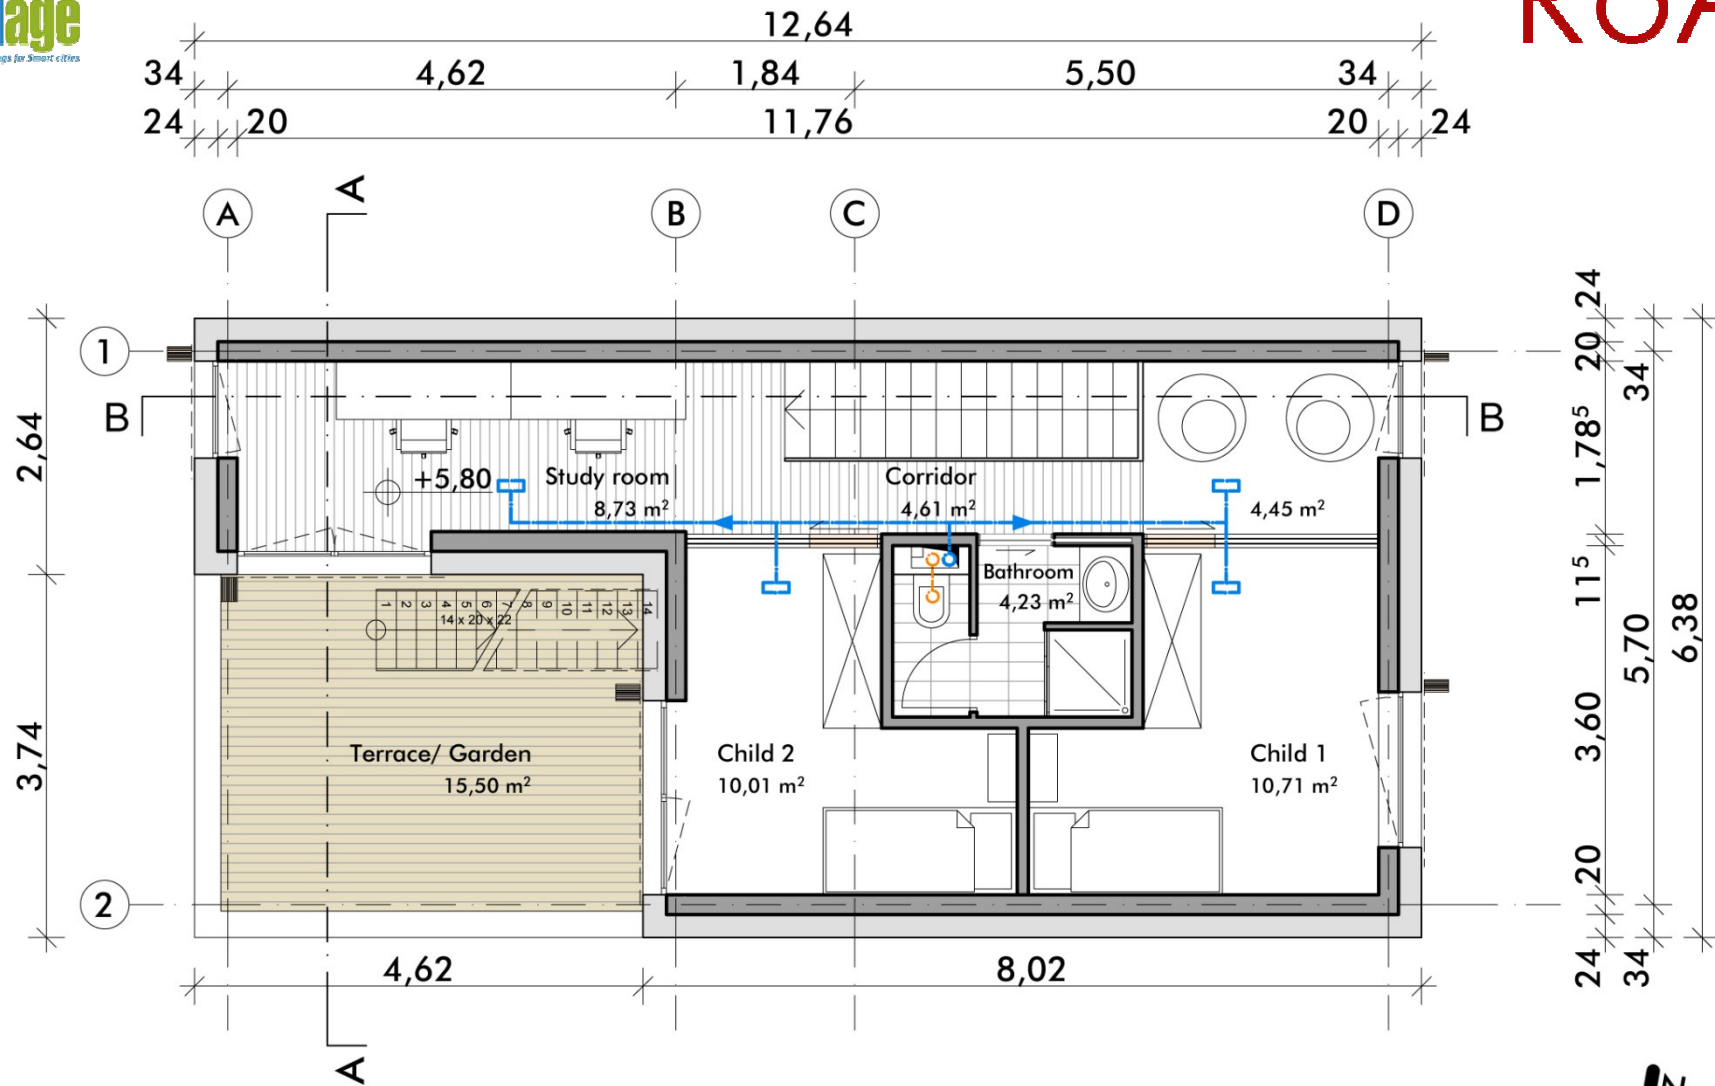 12,64
34 4,62 1,84 5,50 34
24 20 11,76 20 24
A
A B C D
1
B B
2,64
+5,80
Study room
8,73 m²
Corridor
4,61 m²
4,45 m²
Bathroom
4,23 m²
1 2 3 4 5 6 7 8 9 10 11 12 13 14
14 x 20 x 22
3,74
Terrace/ Garden
15,50 m²
Child 2
10,01 m²
Child 1
10,71 m²
2
24
20
34
1,78⁵
11⁵
5,70
6,38
3,60
20
24
34
4,62 8,02
A